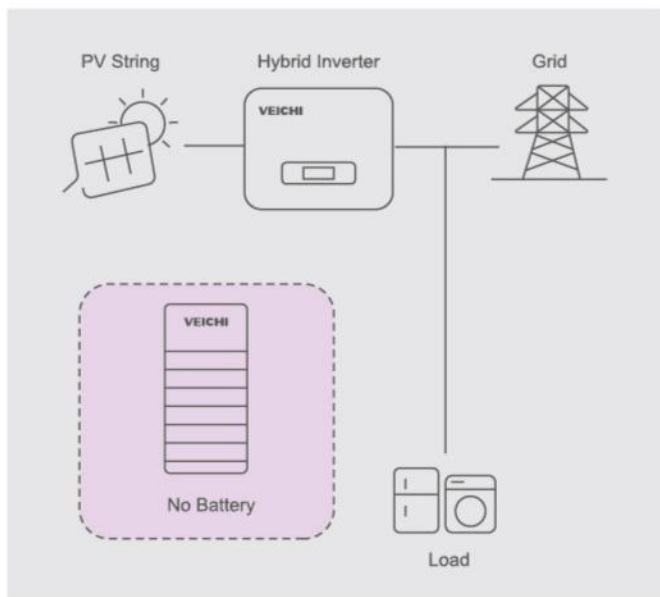 PV String
Hybrid Inverter
Grid
VEICHI
VEICHI
No Battery
Load